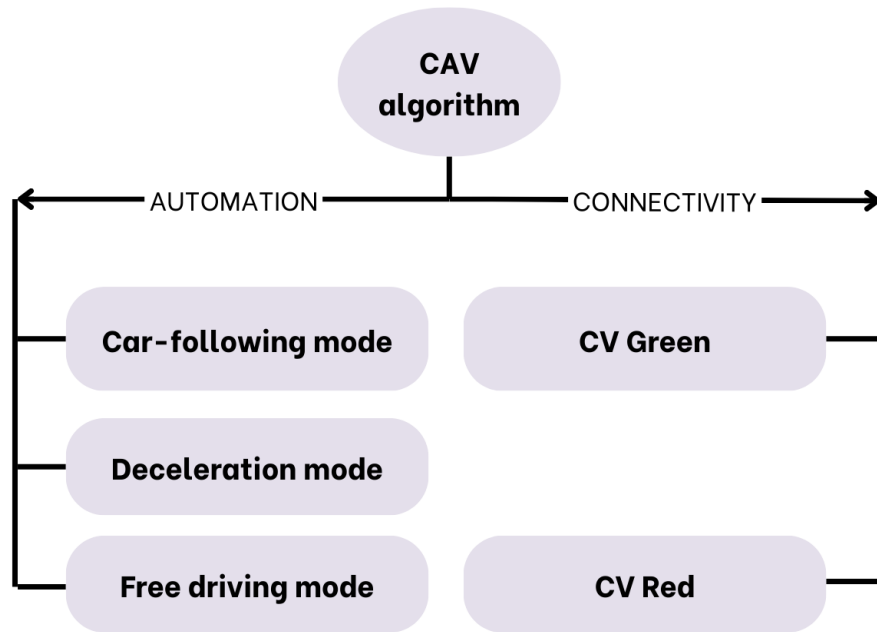 CAV
algorithm
AUTOMATION
CONNECTIVITY
Car-following mode
CV Green
Deceleration mode
Free driving mode
CV Red